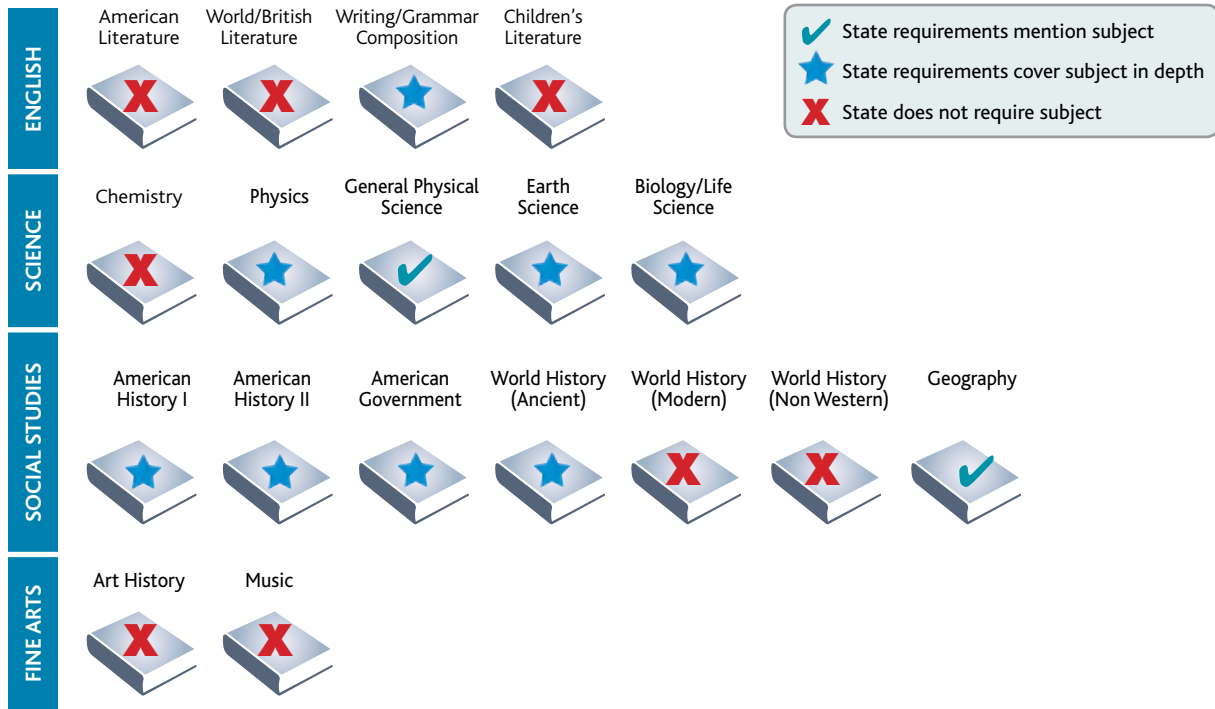 American
Literature
World/British
Literature
Writing/Grammar
Composition
Children's
Literature
State requirements mention subject
State requirements cover subject in depth
State does not require subject
ENGLISH
Chemistry
Physics
General Physical
Science
Earth
Science
Biology/Life
Science
SCIENCE
American
History I
American
History II
American
Government
World History
(Ancient)
World History
(Modern)
World History
(Non Western)
Geography
SOCIAL STUDIES
Art History
Music
FINE ARTS